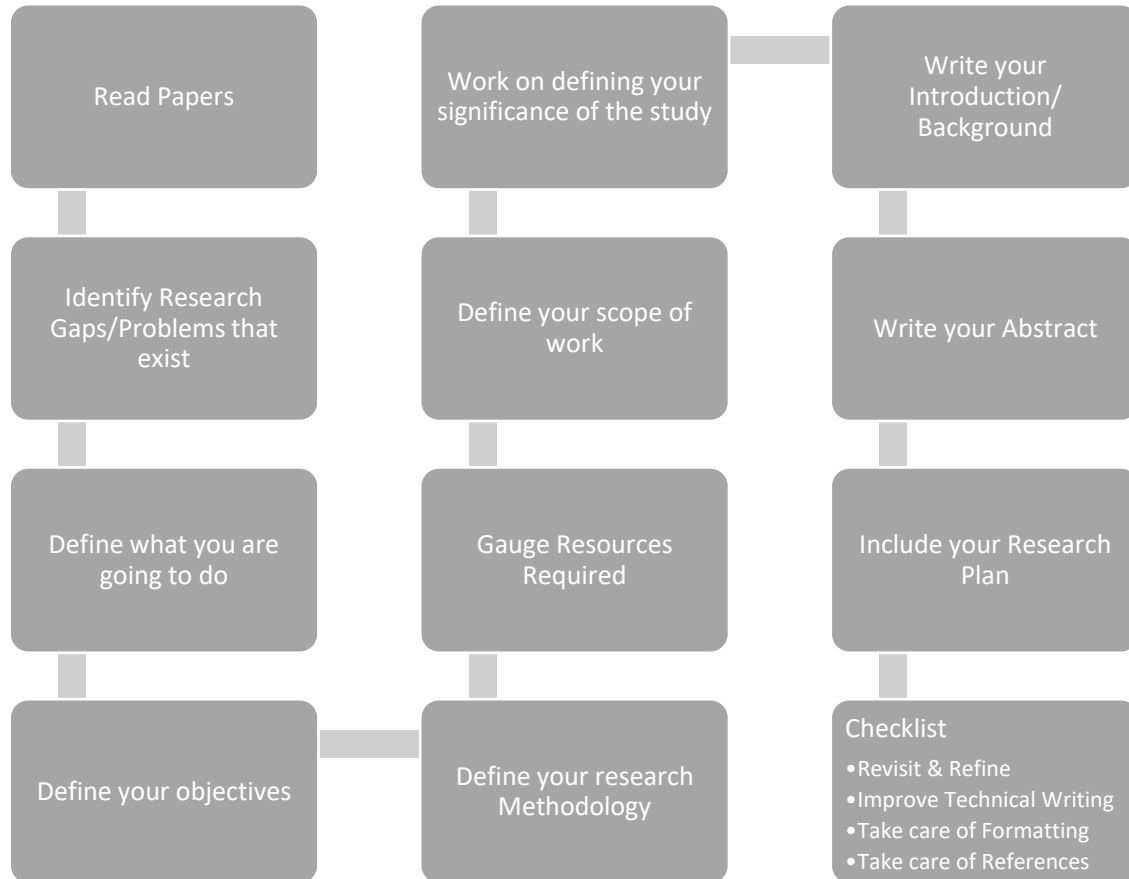 Read Papers
Identify Research
Gaps/Problems that
exist
Define what you are
going to do
Define your objectives
Define your research
Methodology
Gauge Resources
Required
Define your scope of
work
Work on defining your
significance of the study
Write your
Introduction/
Background
Write your Abstract
Include your Research
Plan
Checklist
•Revisit & Refine
•Improve Technical Writing
•Take care of Formatting
•Take care of References